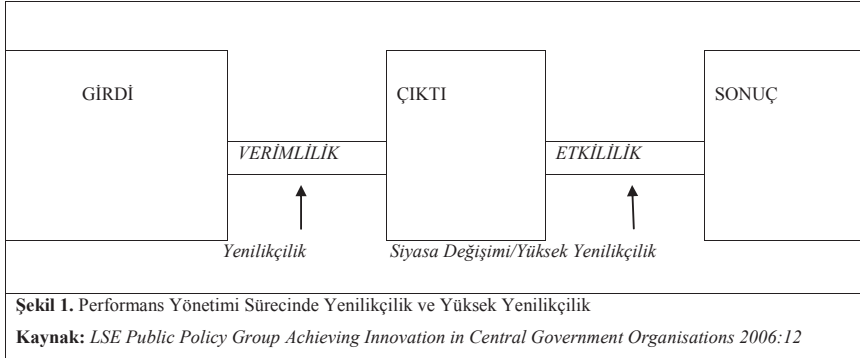 GİRDİ ÇIKTI SONUÇ
VERİMLİLİK ETKİLİLİK
Yenilikçilik Siyasa Değişimi/Yüksek Yenilikçilik
Şekil 1. Performans Yönetimi Sürecinde Yenilikçilik ve Yüksek Yenilikçilik
Kaynak: LSE Public Policy Group Achieving Innovation in Central Government Organisations 2006:12